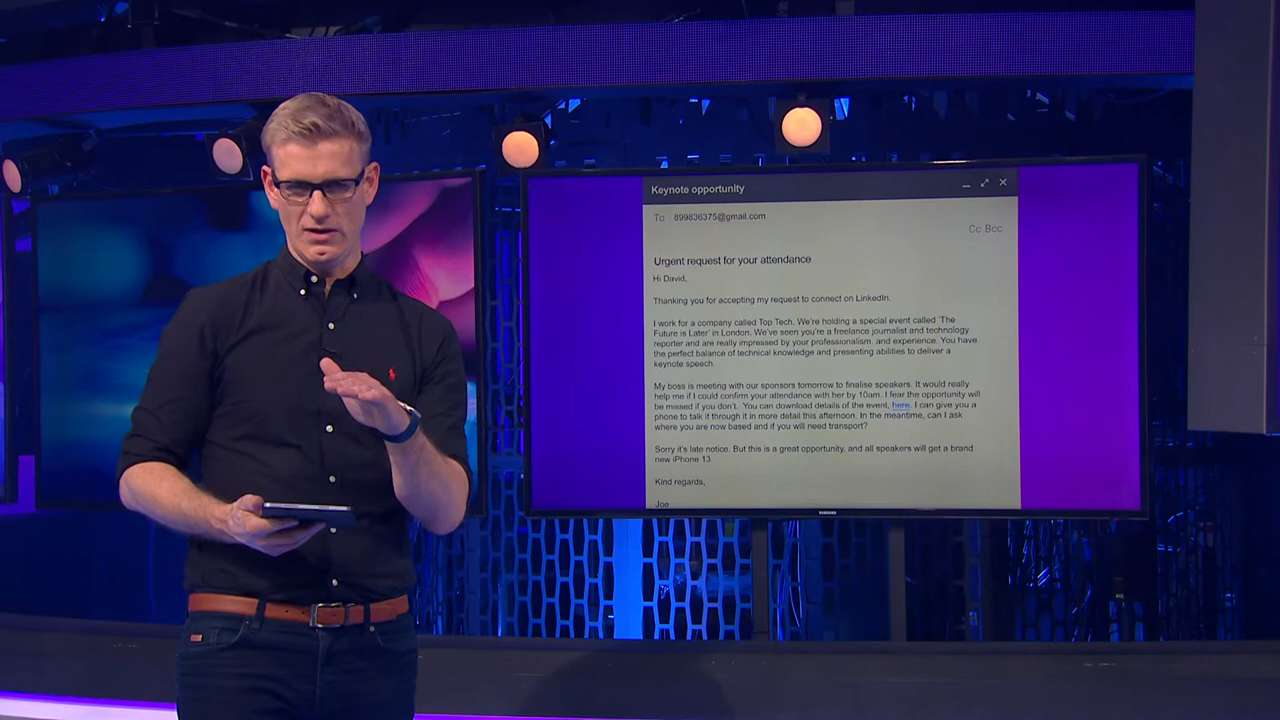 Keynote opportunity
To 899836375@gmail.com
Cc Bcc
Urgent request for your attendance
Hi David,
Thanking you for accepting my request to connect on LinkedIn.
I work for a company called Top Tech. We're holding a special event called 'The
Future is Later' in London. We've seen you're a freelance journalist and technology
reporter and are really impressed by your professionalism. and experience. You have
the perfect balance of technical knowledge and presenting abilities to deliver a
keynote speech.
My boss is meeting with our sponsors tomorrow to finalise speakers. It would really
help me if I could confirm your attendance with her by 10am. I fear the opportunity will
be missed if you don't. You can download details of the event, here. I can give you a
phone to talk it through it in more detail this afternoon. In the meantime, can I ask
where you are now based and if you will need transport?
Sorry it's late notice. But this is a great opportunity, and all speakers will get a brand
new iPhone 13.
Kind regards,
Joe
SAMSUNG